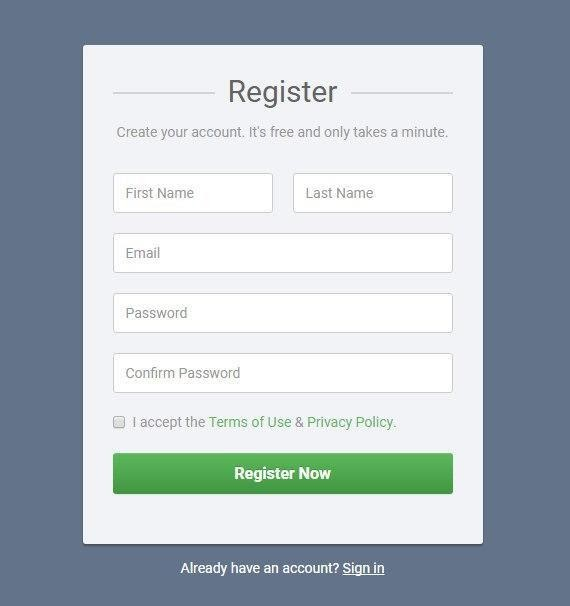 Register
Create your account. It's free and only takes a minute.
First Name Last Name
Email
Password
Confirm Password
I accept the Terms of Use & Privacy Policy.
Register Now
Already have an account? Sign in